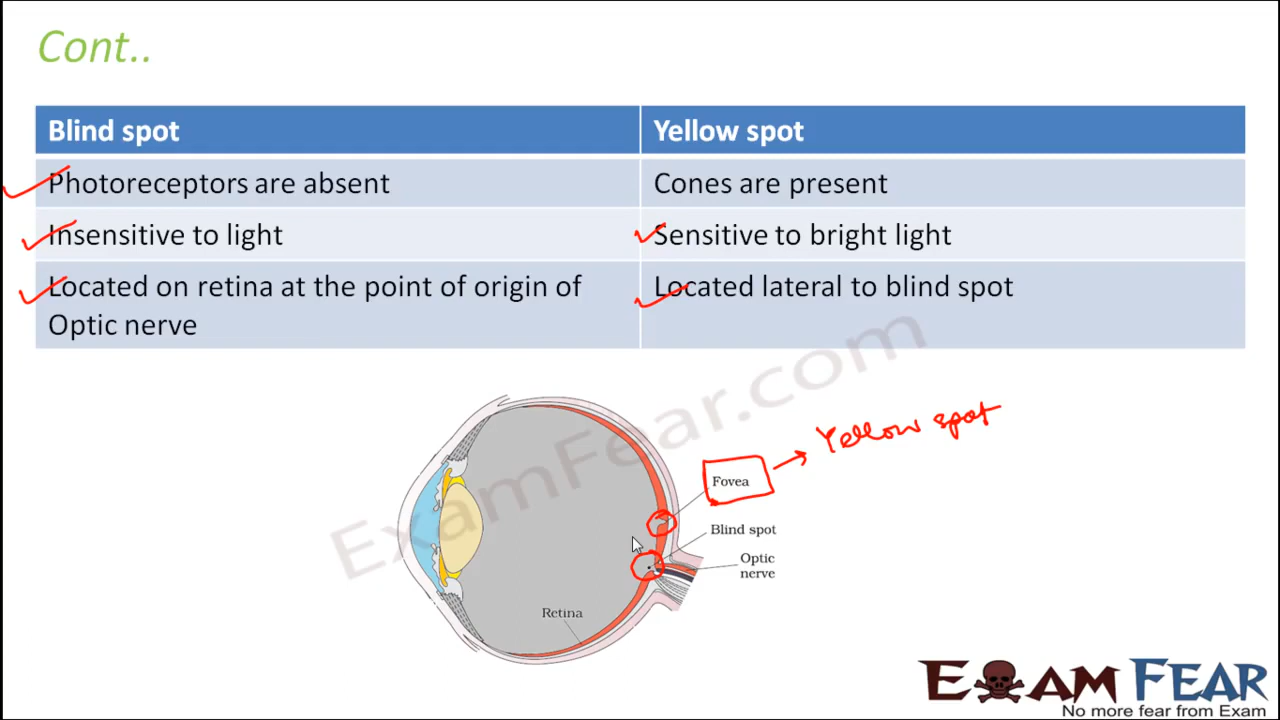 Cont..
Blind spot
Yellow spot
Photoreceptors are absent
Cones are present
Insensitive to light
Sensitive to bright light
Located on retina at the point of origin of
Optic nerve
Located lateral to blind spot
ExamFear.com
Yellow spot
Fovea
Blind spot
Optic
nerve
Retina
EXAM FEAR
No more fear from Exam